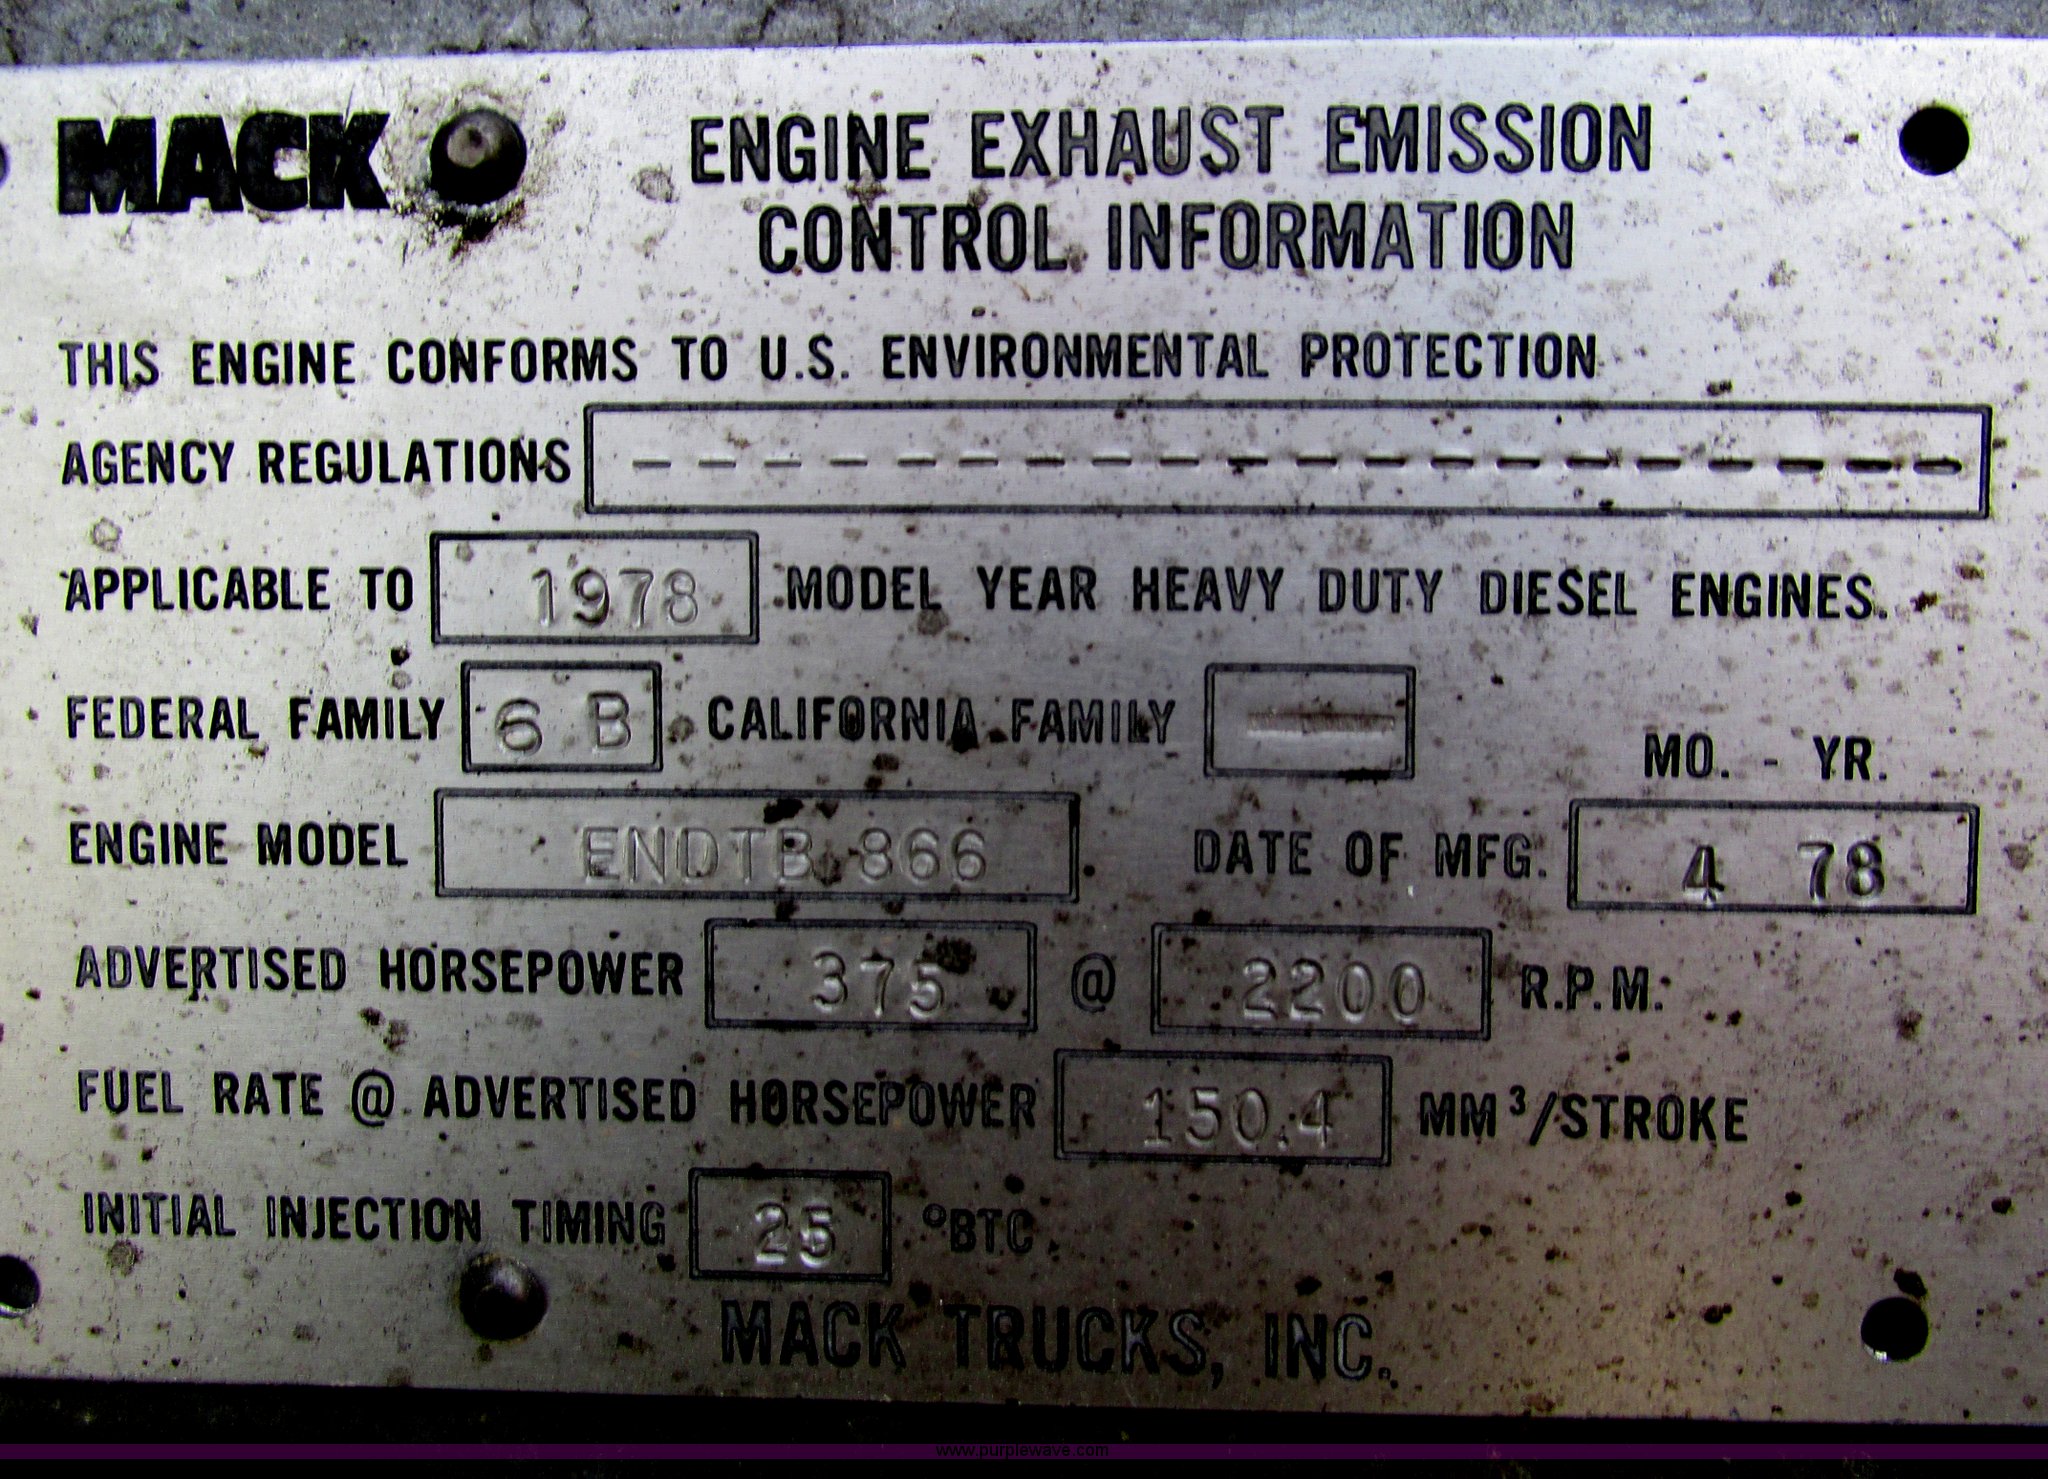 MACK ENGINE EXHAUST EMISSION
CONTROL INFORMATION
THIS ENGINE CONFORMS TO U.S. ENVIRONMENTAL PROTECTION
AGENCY REGULATIONS - - - - - - - - - - - - - - - - - - - -
APPLICABLE TO 1978 MODEL YEAR HEAVY DUTY DIESEL ENGINES.
FEDERAL FAMILY 6 B CALIFORNIA FAMILY —
MO. - YR.
ENGINE MODEL ENDTB 866 DATE OF MFG. 4 78
ADVERTISED HORSEPOWER 375 @ 2200 R.P.M.
FUEL RATE @ ADVERTISED HORSEPOWER 150.4 MM³/STROKE
INITIAL INJECTION TIMING 25 °BTC
MACK TRUCKS, INC.
www.purplewave.com